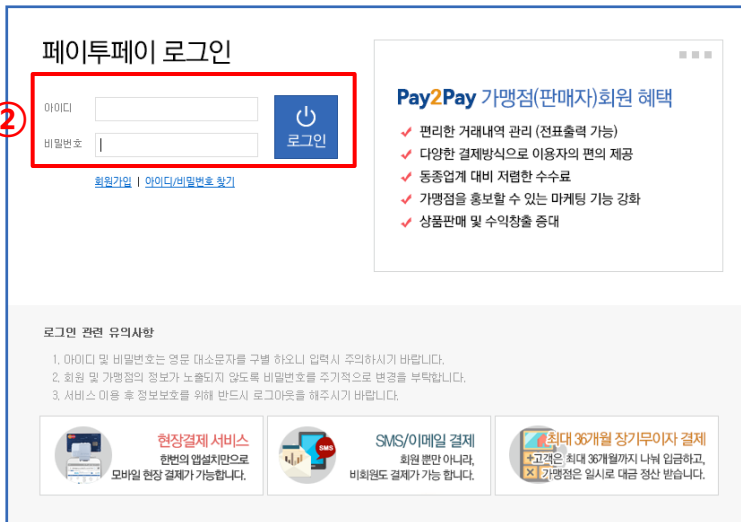 페이투페이 로그인
②
아이디
비밀번호
로그인
회원가입 | 아이디/비밀번호 찾기
Pay2Pay 가맹점(판매자)회원 혜택
편리한 거래내역 관리 (전표출력 가능)
다양한 결제방식으로 이용자의 편의 제공
동종업계 대비 저렴한 수수료
가맹점을 홍보할 수 있는 마케팅 기능 강화
상품판매 및 수익창출 증대
로그인 관련 유의사항
1. 아이디 및 비밀번호는 영문 대소문자를 구별 하오니 입력시 주의하시기 바랍니다.
2. 회원 및 가맹점의 정보가 노출되지 않도록 비밀번호를 주기적으로 변경을 부탁합니다.
3. 서비스 이용 후 정보보호를 위해 반드시 로그아웃을 해주시기 바랍니다.
현장결제 서비스
한번의 앱설치만으로
모바일 현장 결제가 가능합니다.
SMS
SMS/이메일 결제
회원 뿐만 아니라,
비회원도 결제가 가능 합니다.
최대 36개월 장기무이자 결제
고객은 최대 36개월까지 나눠 입금하고,
가맹점은 일시로 대금 정산 받습니다.